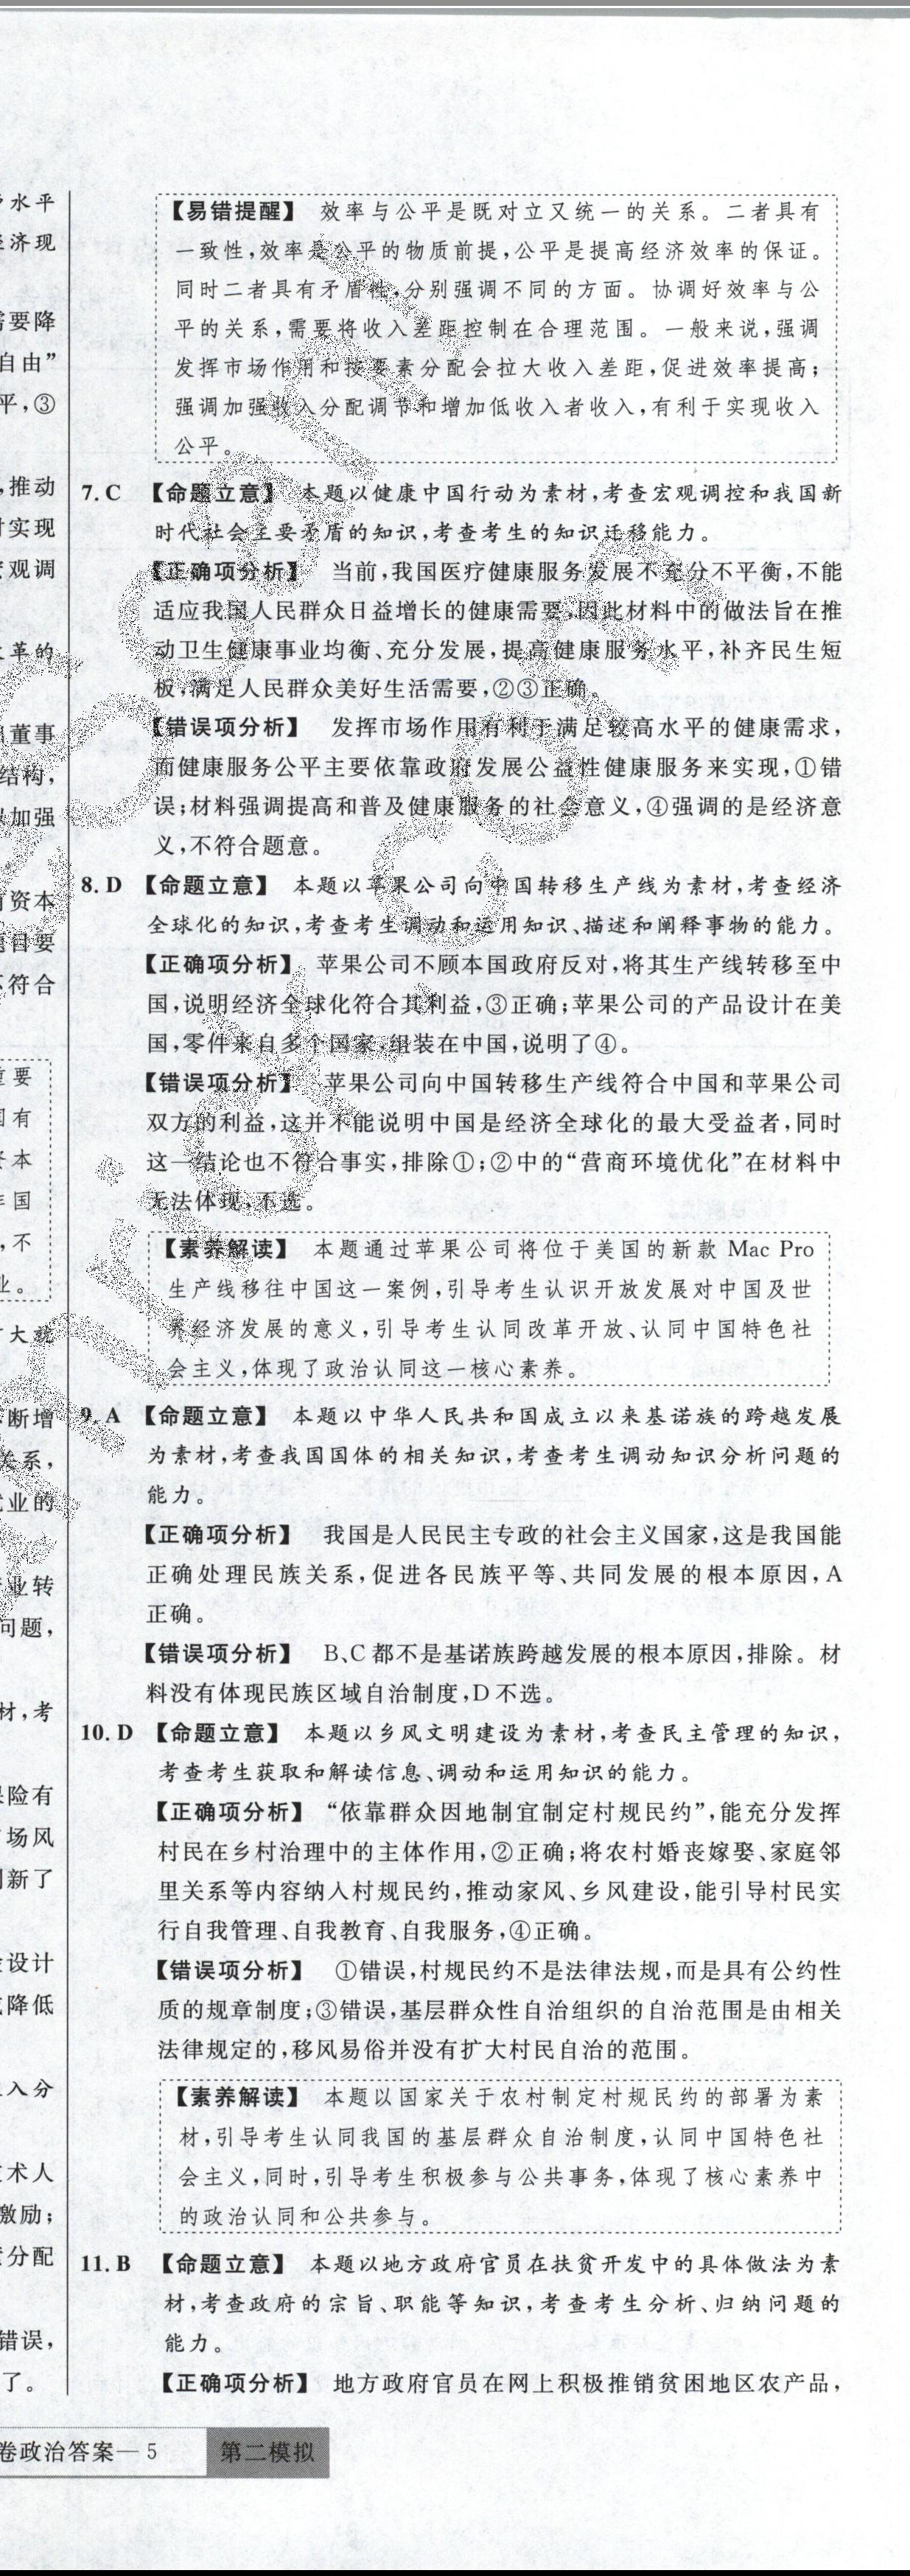 水平
济现
需要降
自由”
平,③
,推动
实现
观调
革的
董事
结构,
加强
资本
题目要
符合
重要
国有
本
国
,不
业。
大就
断增
关系,
业的
业转
问题,
材,考
险有
场风
新了
设计
降低
入分
术人
激励;
分配
错误,
了。
【易错提醒】 效率与公平是既对立又统一的关系。二者具有
一致性,效率是公平的物质前提,公平是提高经济效率的保证。
同时二者具有矛盾性,分别强调不同的方面。协调好效率与公
平的关系,需要将收入差距控制在合理范围。一般来说,强调
发挥市场作用和按要素分配会拉大收入差距,促进效率提高;
强调加强收入分配调节和增加低收入者收入,有利于实现收入
公平。
7. C 【命题立意】 本题以健康中国行动为素材,考查宏观调控和我国新
时代社会主要矛盾的知识,考查考生的知识迁移能力。
【正确项分析】 当前,我国医疗健康服务发展不充分不平衡,不能
适应我国人民群众日益增长的健康需要,因此材料中的做法旨在推
动卫生健康事业均衡、充分发展,提高健康服务水平,补齐民生短
板,满足人民群众美好生活需要,②③正确。
【错误项分析】 发挥市场作用有利于满足较高水平的健康需求,
而健康服务公平主要依靠政府发展公益性健康服务来实现,①错
误;材料强调提高和普及健康服务的社会意义,④强调的是经济意
义,不符合题意。
8. D 【命题立意】 本题以苹果公司向中国转移生产线为素材,考查经济
全球化的知识,考查考生调动和运用知识、描述和阐释事物的能力。
【正确项分析】 苹果公司不顾本国政府反对,将其生产线转移至中
国,说明经济全球化符合其利益,③正确;苹果公司的产品设计在美
国,零件来自多个国家,组装在中国,说明了④。
【错误项分析】 苹果公司向中国转移生产线符合中国和苹果公司
双方的利益,这并不能说明中国是经济全球化的最大受益者,同时
这一结论也不符合事实,排除①;②中的“营商环境优化”在材料中
无法体现,不选。
【素养解读】 本题通过苹果公司将位于美国的新款 Mac Pro
生产线移往中国这一案例,引导考生认识开放发展对中国及世
界经济发展的意义,引导考生认同改革开放、认同中国特色社
会主义,体现了政治认同这一核心素养。
9. A 【命题立意】 本题以中华人民共和国成立以来基诺族的跨越发展
为素材,考查我国国体的相关知识,考查考生调动知识分析问题的
能力。
【正确项分析】 我国是人民民主专政的社会主义国家,这是我国能
正确处理民族关系,促进各民族平等、共同发展的根本原因,A
正确。
【错误项分析】 B、C都不是基诺族跨越发展的根本原因,排除。材
料没有体现民族区域自治制度,D不选。
10. D 【命题立意】 本题以乡风文明建设为素材,考查民主管理的知识,
考查考生获取和解读信息、调动和运用知识的能力。
【正确项分析】 “依靠群众因地制宜制定村规民约”,能充分发挥
村民在乡村治理中的主体作用,②正确;将农村婚丧嫁娶、家庭邻
里关系等内容纳入村规民约,推动家风、乡风建设,能引导村民实
行自我管理、自我教育、自我服务,④正确。
【错误项分析】 ①错误,村规民约不是法律法规,而是具有公约性
质的规章制度;③错误,基层群众性自治组织的自治范围是由相关
法律规定的,移风易俗并没有扩大村民自治的范围。
【素养解读】 本题以国家关于农村制定村规民约的部署为素
材,引导考生认同我国的基层群众自治制度,认同中国特色社
会主义,同时,引导考生积极参与公共事务,体现了核心素养中
的政治认同和公共参与。
11. B 【命题立意】 本题以地方政府官员在扶贫开发中的具体做法为素
材,考查政府的宗旨、职能等知识,考查考生分析、归纳问题的
能力。
【正确项分析】 地方政府官员在网上积极推销贫困地区农产品,
卷政治答案— 5 第二模拟